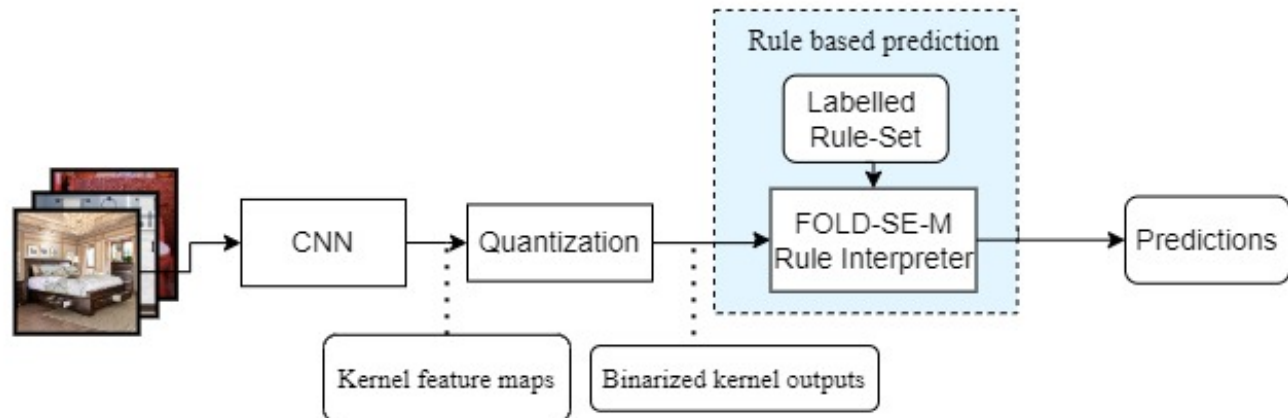 Rule based prediction
Labelled
Rule-Set
CNN
Quantization
FOLD-SE-M
Rule Interpreter
Predictions
Kernel feature maps
Binarized kernel outputs